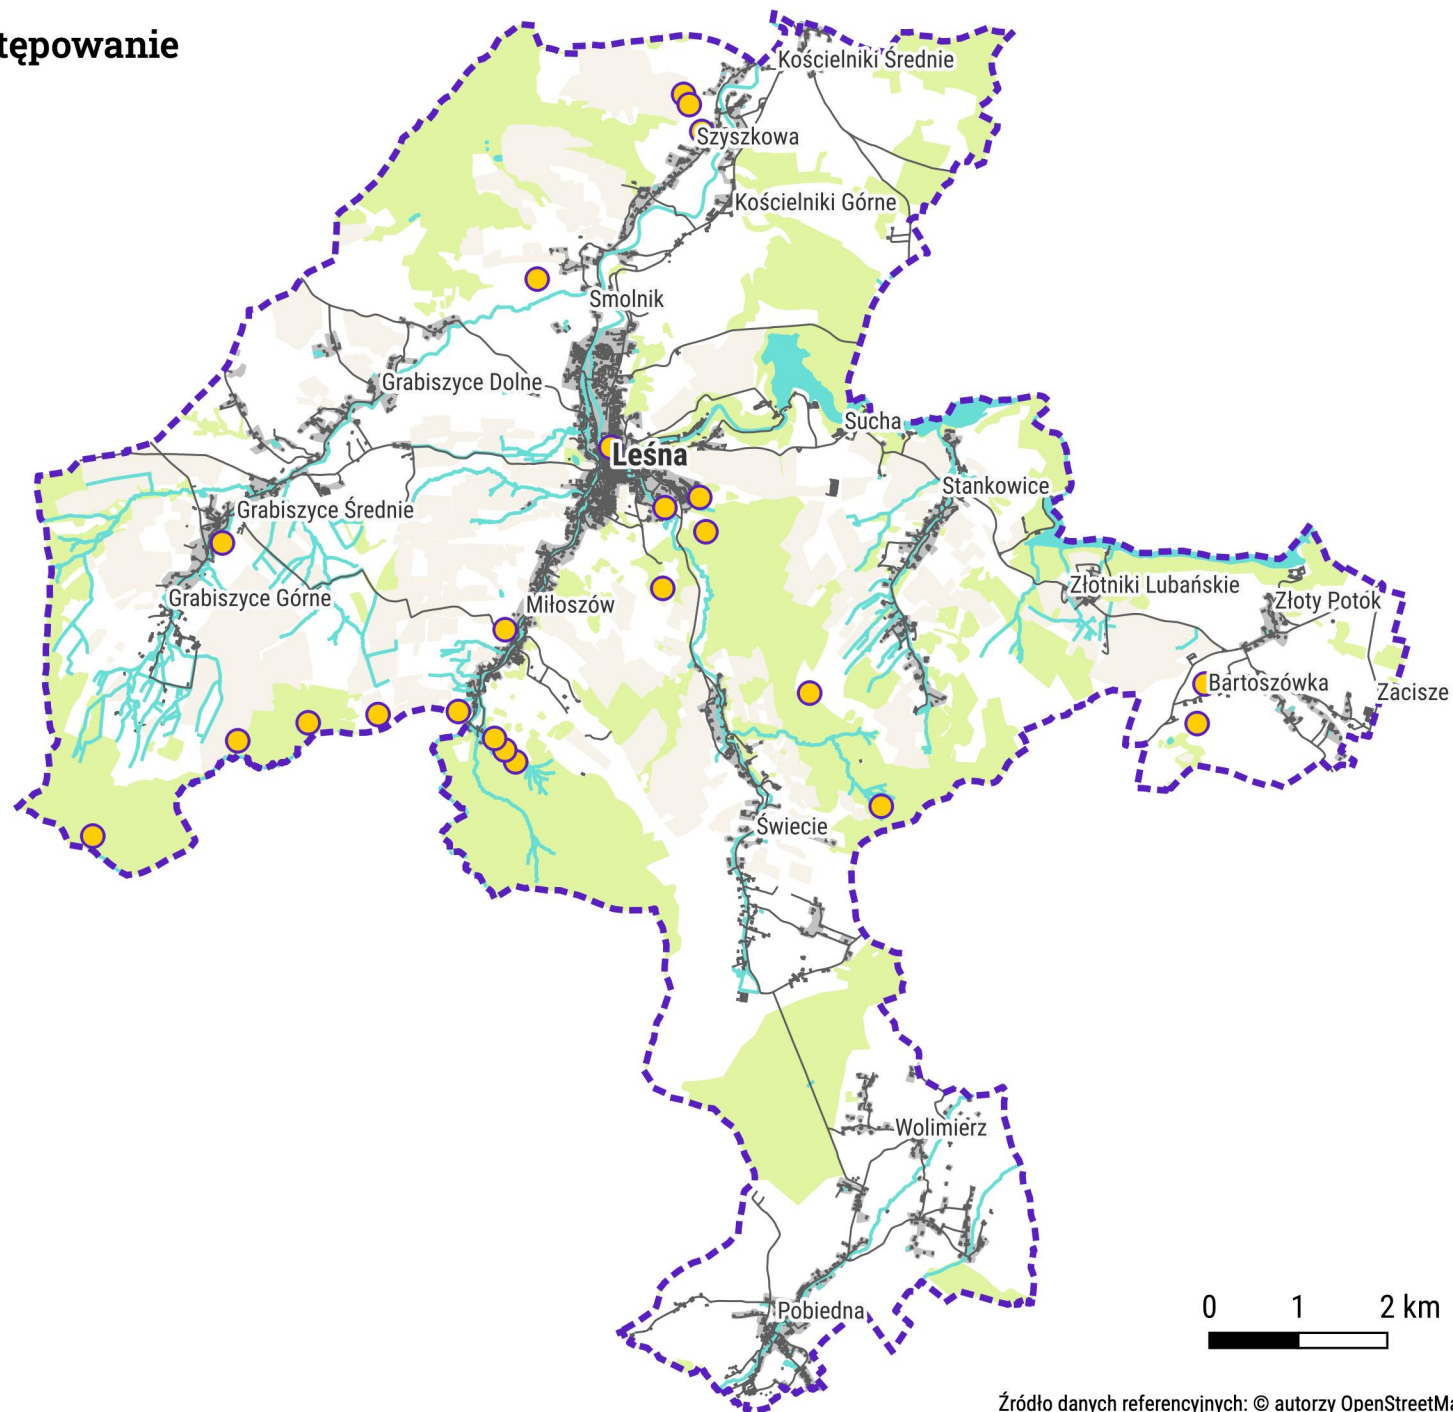 tępowanie
Kościelniki Średnie
Szyszkowa
Kościelniki Górne
Smolnik
Grabiszyce Dolne
Sucha
Leśna
Stankowice
Grabiszyce Średnie
Złotniki Lubańskie
Grabiszyce Górne
Miłoszów
Złoty Potok
Bartoszówka
Zacisze
Świecie
Wolimierz
Pobiedna
0 1 2 km
Źródło danych referencyjnych: © autorzy OpenStreetMa